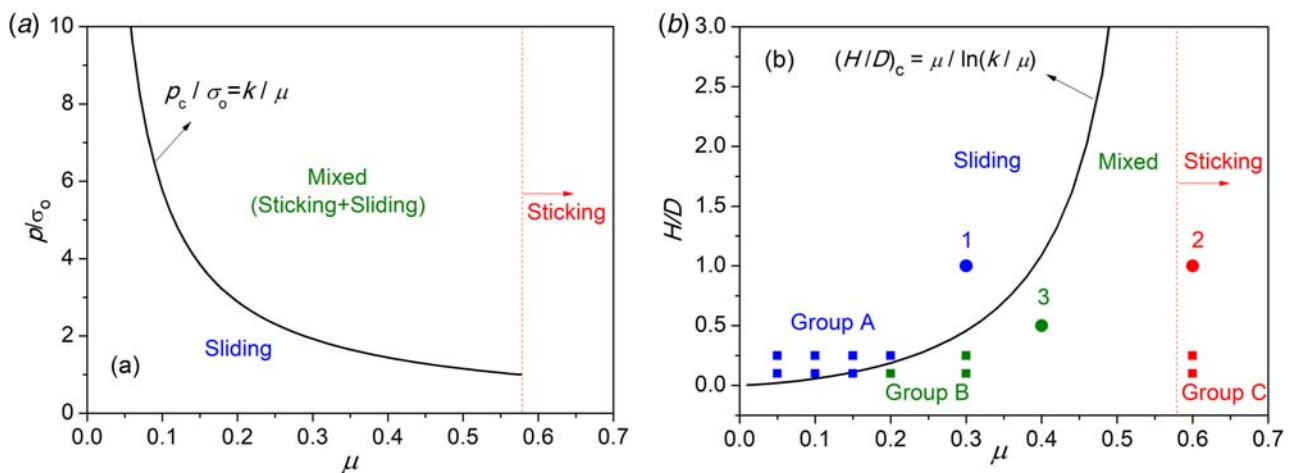 (a)
10
8
6
4
2
0
p/σo
pc / σo=k / μ
Mixed
(Sticking+Sliding)
Sticking
Sliding
(a)
0.0 0.1 0.2 0.3 0.4 0.5 0.6 0.7
μ
(b)
3.0
2.5
2.0
1.5
1.0
0.5
0.0
H/D
(b)
(H/D)c = μ / ln(k / μ)
Sliding
Mixed
Sticking
1
2
3
Group A
Group B
Group C
0.0 0.1 0.2 0.3 0.4 0.5 0.6 0.7
μ